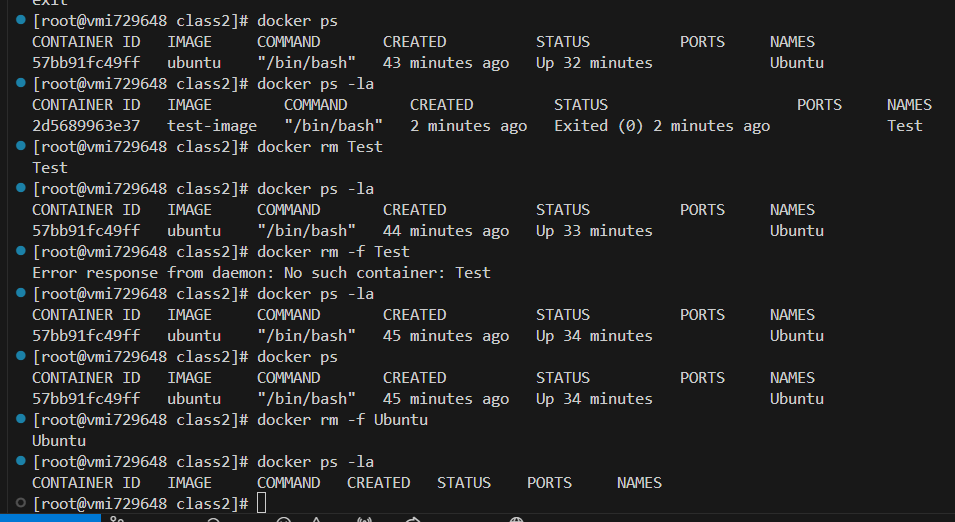 exit
[root@vmi729648 class2]# docker ps
CONTAINER ID   IMAGE     COMMAND       CREATED          STATUS          PORTS     NAMES
57bb91fc49ff   ubuntu    "/bin/bash"   43 minutes ago   Up 32 minutes             Ubuntu
[root@vmi729648 class2]# docker ps -la
CONTAINER ID   IMAGE        COMMAND       CREATED         STATUS                     PORTS     NAMES
2d5689963e37   test-image   "/bin/bash"   2 minutes ago   Exited (0) 2 minutes ago             Test
[root@vmi729648 class2]# docker rm Test
Test
[root@vmi729648 class2]# docker ps -la
CONTAINER ID   IMAGE     COMMAND       CREATED          STATUS          PORTS     NAMES
57bb91fc49ff   ubuntu    "/bin/bash"   44 minutes ago   Up 33 minutes             Ubuntu
[root@vmi729648 class2]# docker rm -f Test
Error response from daemon: No such container: Test
[root@vmi729648 class2]# docker ps -la
CONTAINER ID   IMAGE     COMMAND       CREATED          STATUS          PORTS     NAMES
57bb91fc49ff   ubuntu    "/bin/bash"   45 minutes ago   Up 34 minutes             Ubuntu
[root@vmi729648 class2]# docker ps
CONTAINER ID   IMAGE     COMMAND       CREATED          STATUS          PORTS     NAMES
57bb91fc49ff   ubuntu    "/bin/bash"   45 minutes ago   Up 34 minutes             Ubuntu
[root@vmi729648 class2]# docker rm -f Ubuntu
Ubuntu
[root@vmi729648 class2]# docker ps -la
CONTAINER ID   IMAGE     COMMAND   CREATED   STATUS    PORTS     NAMES
[root@vmi729648 class2]#